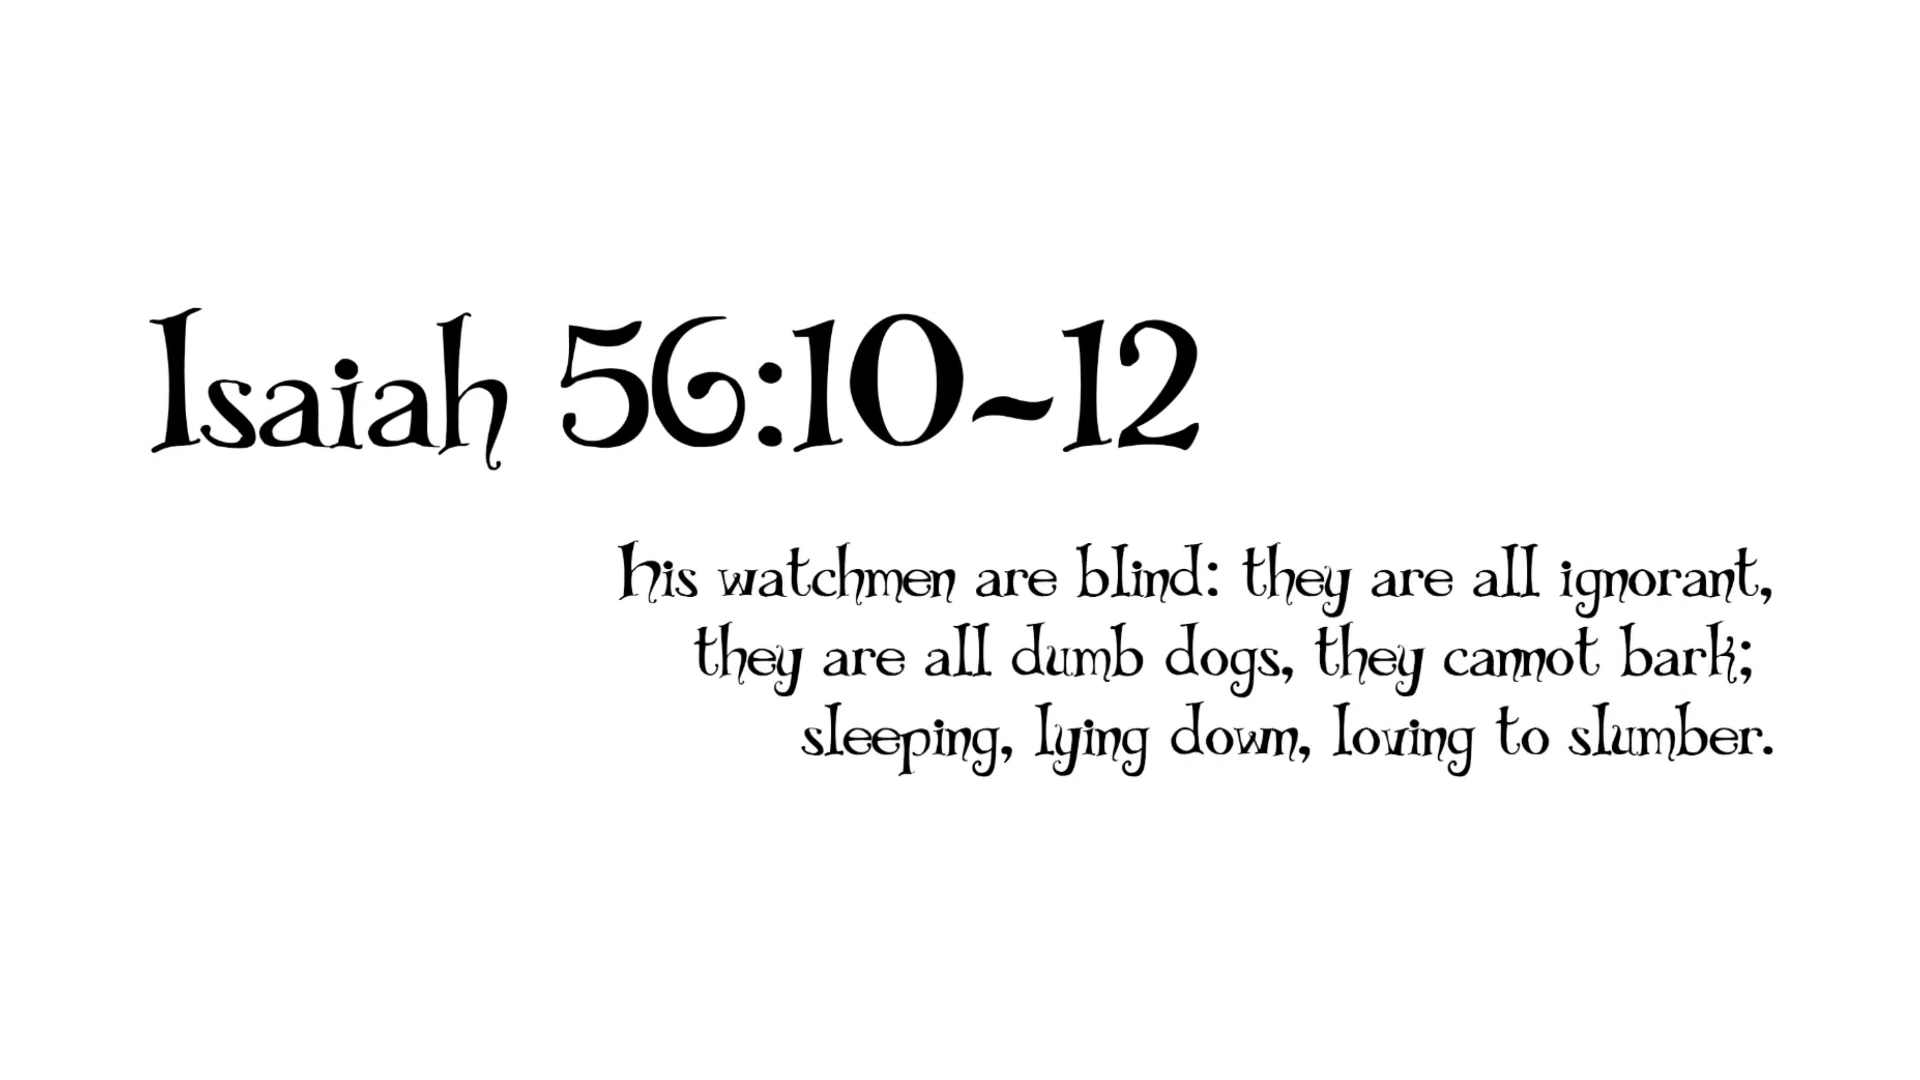 Isaiah 56:10-12
his watchmen are blind: they are all ignorant,
they are all dumb dogs, they cannot bark;
sleeping, lying down, loving to slumber.